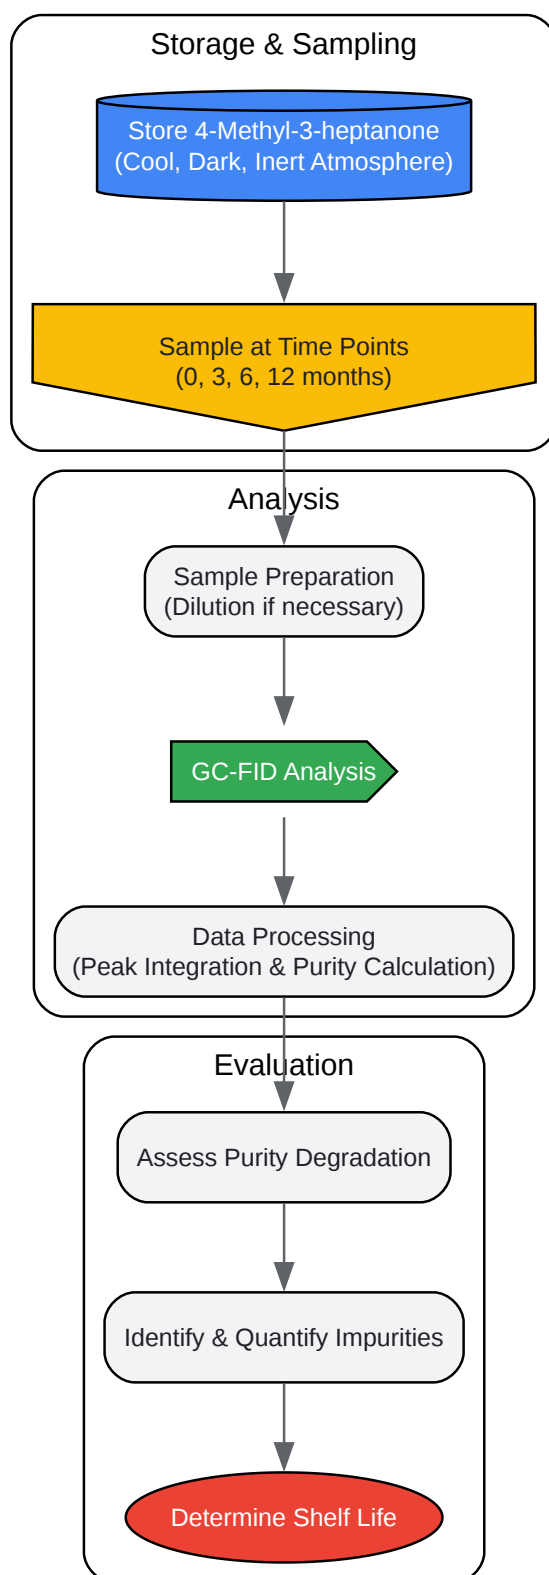 Storage & Sampling
Store 4-Methyl-3-heptanone
(Cool, Dark, Inert Atmosphere)
Sample at Time Points
(0, 3, 6, 12 months)
Analysis
Sample Preparation
(Dilution if necessary)
GC-FID Analysis
Data Processing
(Peak Integration & Purity Calculation)
Evaluation
Assess Purity Degradation
Identify & Quantify Impurities
Determine Shelf Life